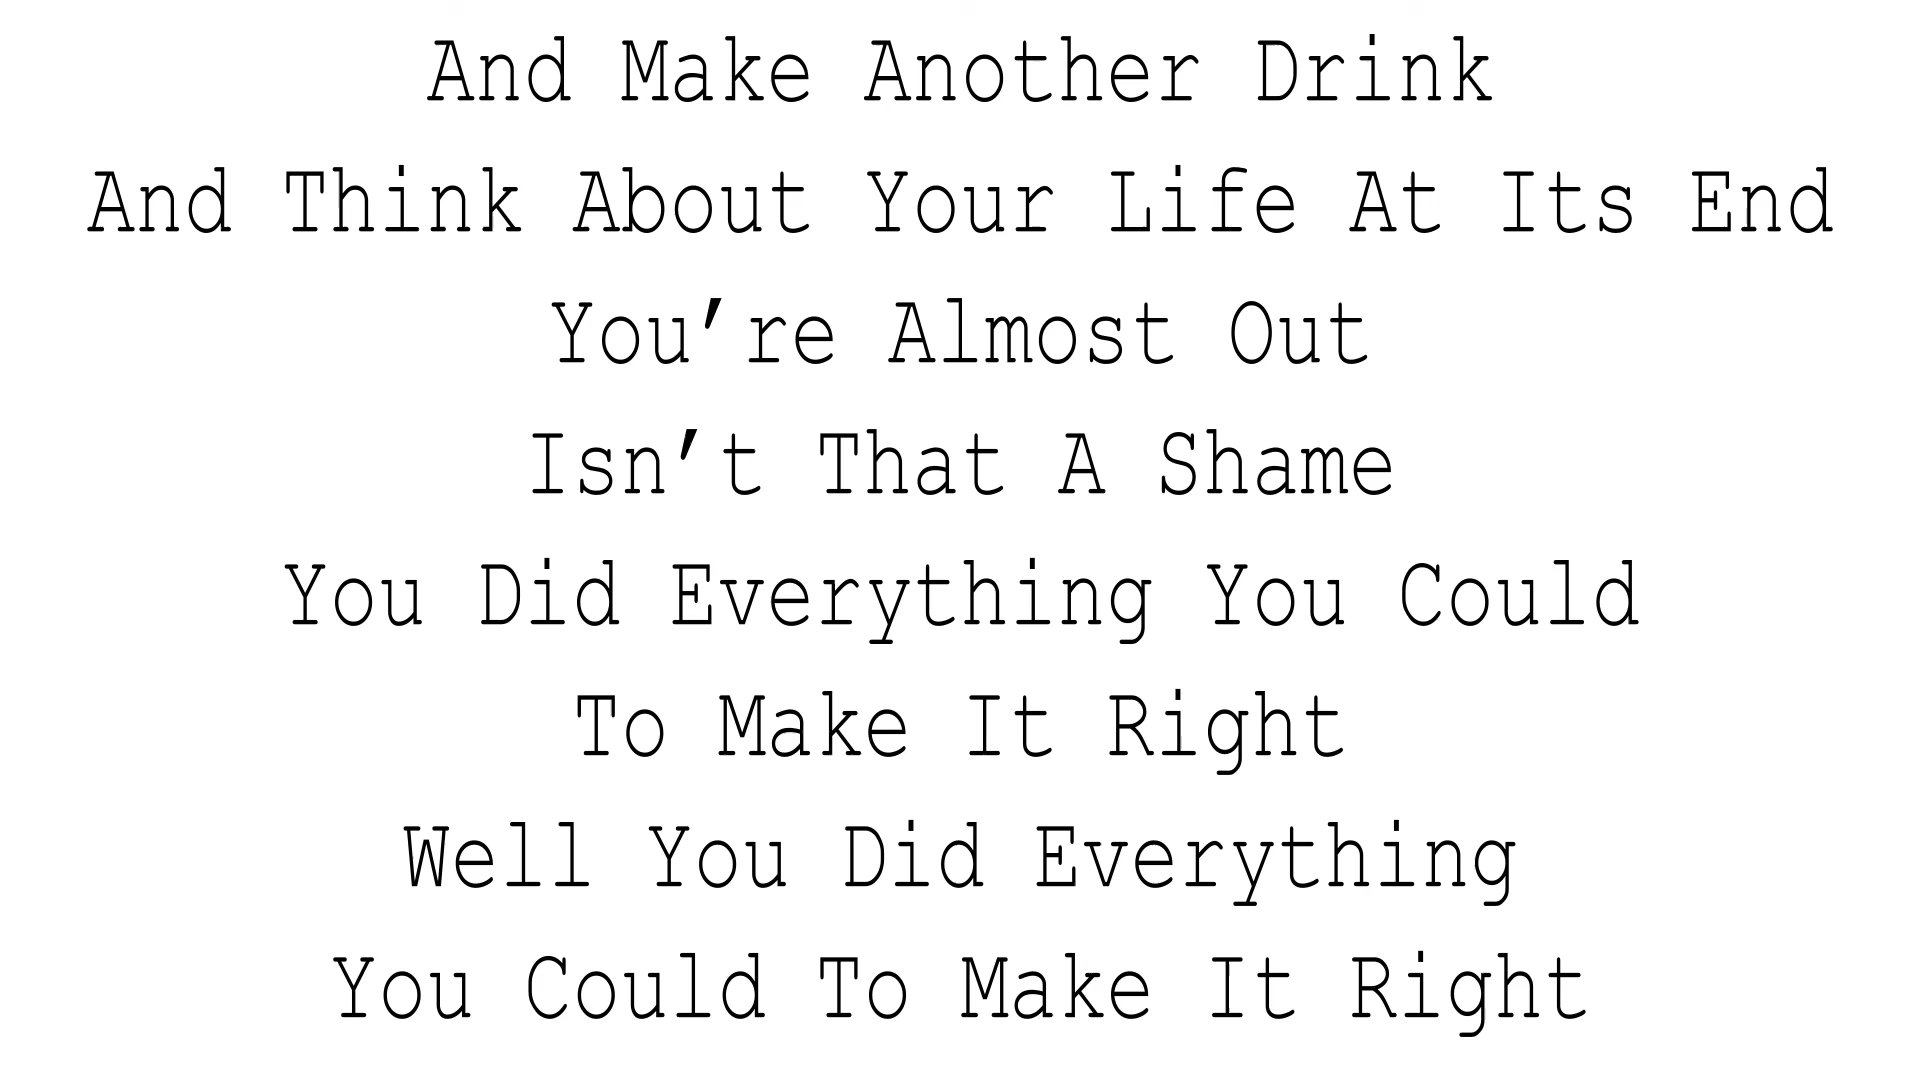 And Make Another Drink
And Think About Your Life At Its End
You're Almost Out
Isn't That A Shame
You Did Everything You Could
To Make It Right
Well You Did Everything
You Could To Make It Right